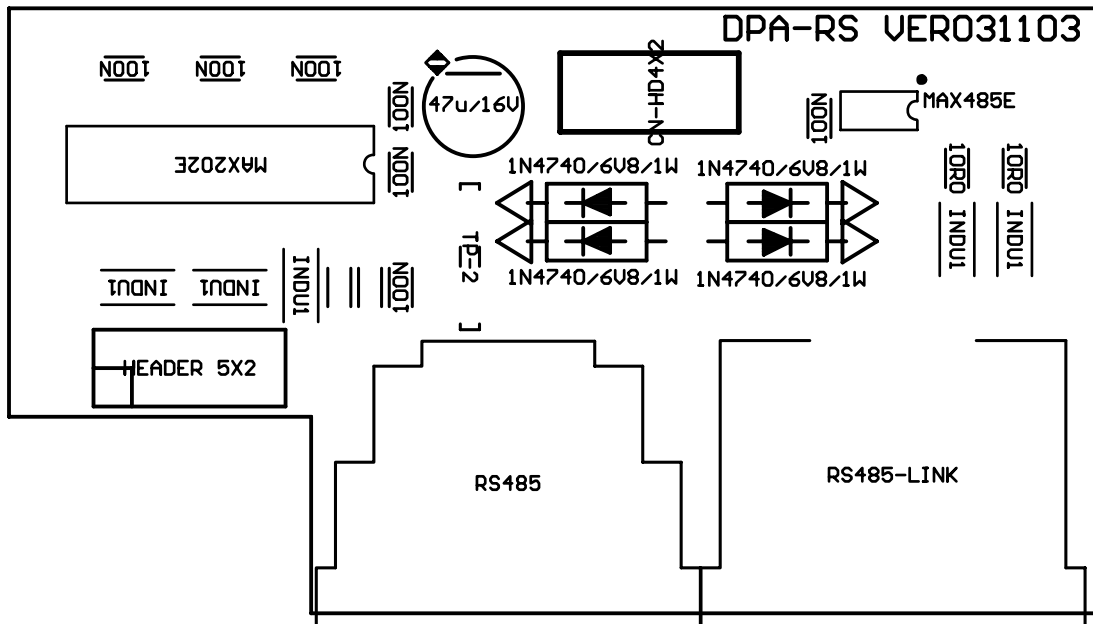 DPA-RS VER031103
100N
100N
100N
47u/16V
CN-HD4X2
100N
100N
MAX485E
100N
MAX202E
100N
1N4740/6V8/1W
1N4740/6V8/1W
10R0
10R0
TP-2
INDU1
INDU1
1N4740/6V8/1W
1N4740/6V8/1W
INDU1
INDU1
INDU1
100N
HEADER 5X2
RS485
RS485-LINK